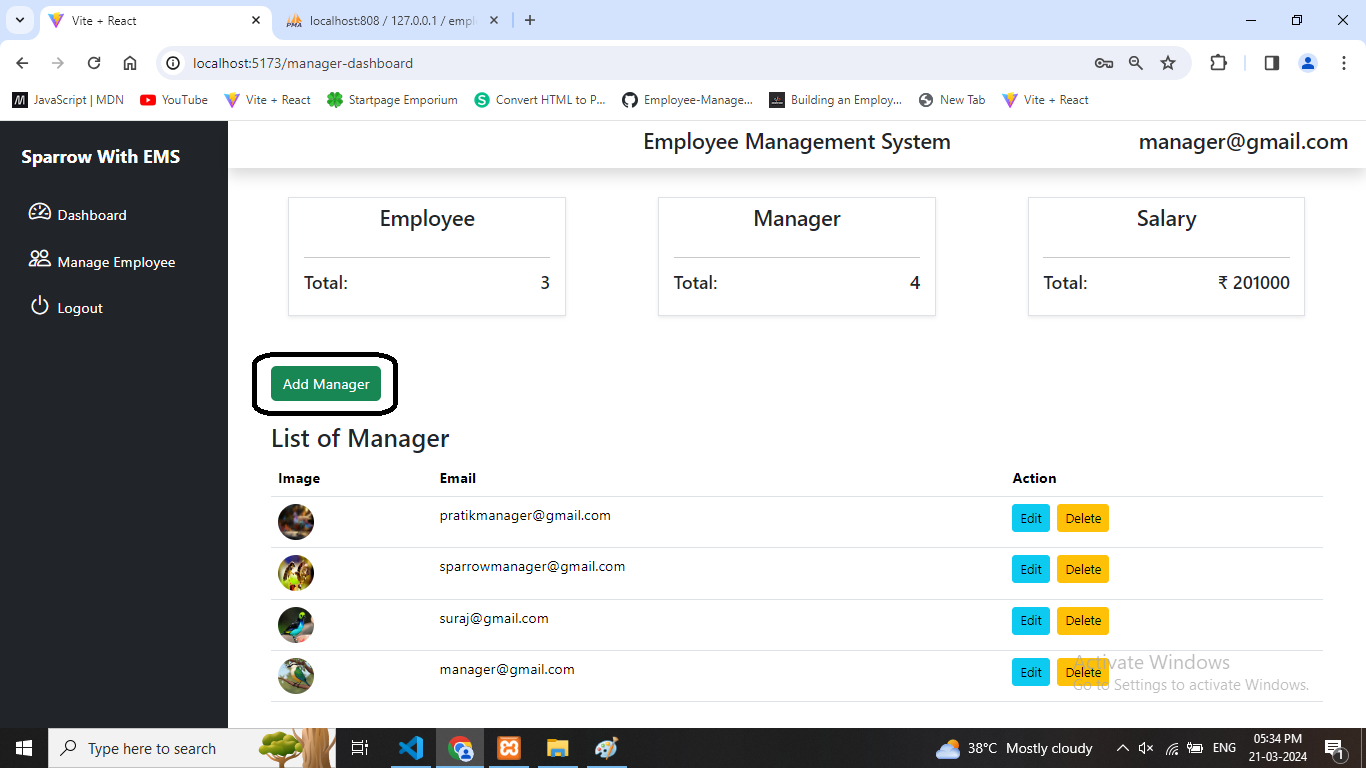 Vite + React
localhost:808 / 127.0.0.1 / empl
localhost:5173/manager-dashboard
JavaScript | MDN
YouTube
Vite + React
Startpage Emporium
Convert HTML to P...
Employee-Manage...
Building an Employ...
New Tab
Vite + React
Sparrow With EMS
Employee Management System
manager@gmail.com
Dashboard
Manage Employee
Logout
Employee
Total: 3
Manager
Total: 4
Salary
Total: ₹ 201000
Add Manager
List of Manager
Image Email Action
pratikmanager@gmail.com Edit Delete
sparrowmanager@gmail.com Edit Delete
suraj@gmail.com Edit Delete
manager@gmail.com Edit Delete
Activate Windows
Go to Settings to activate Windows.
Type here to search
38°C Mostly cloudy
ENG
05:34 PM
21-03-2024
1